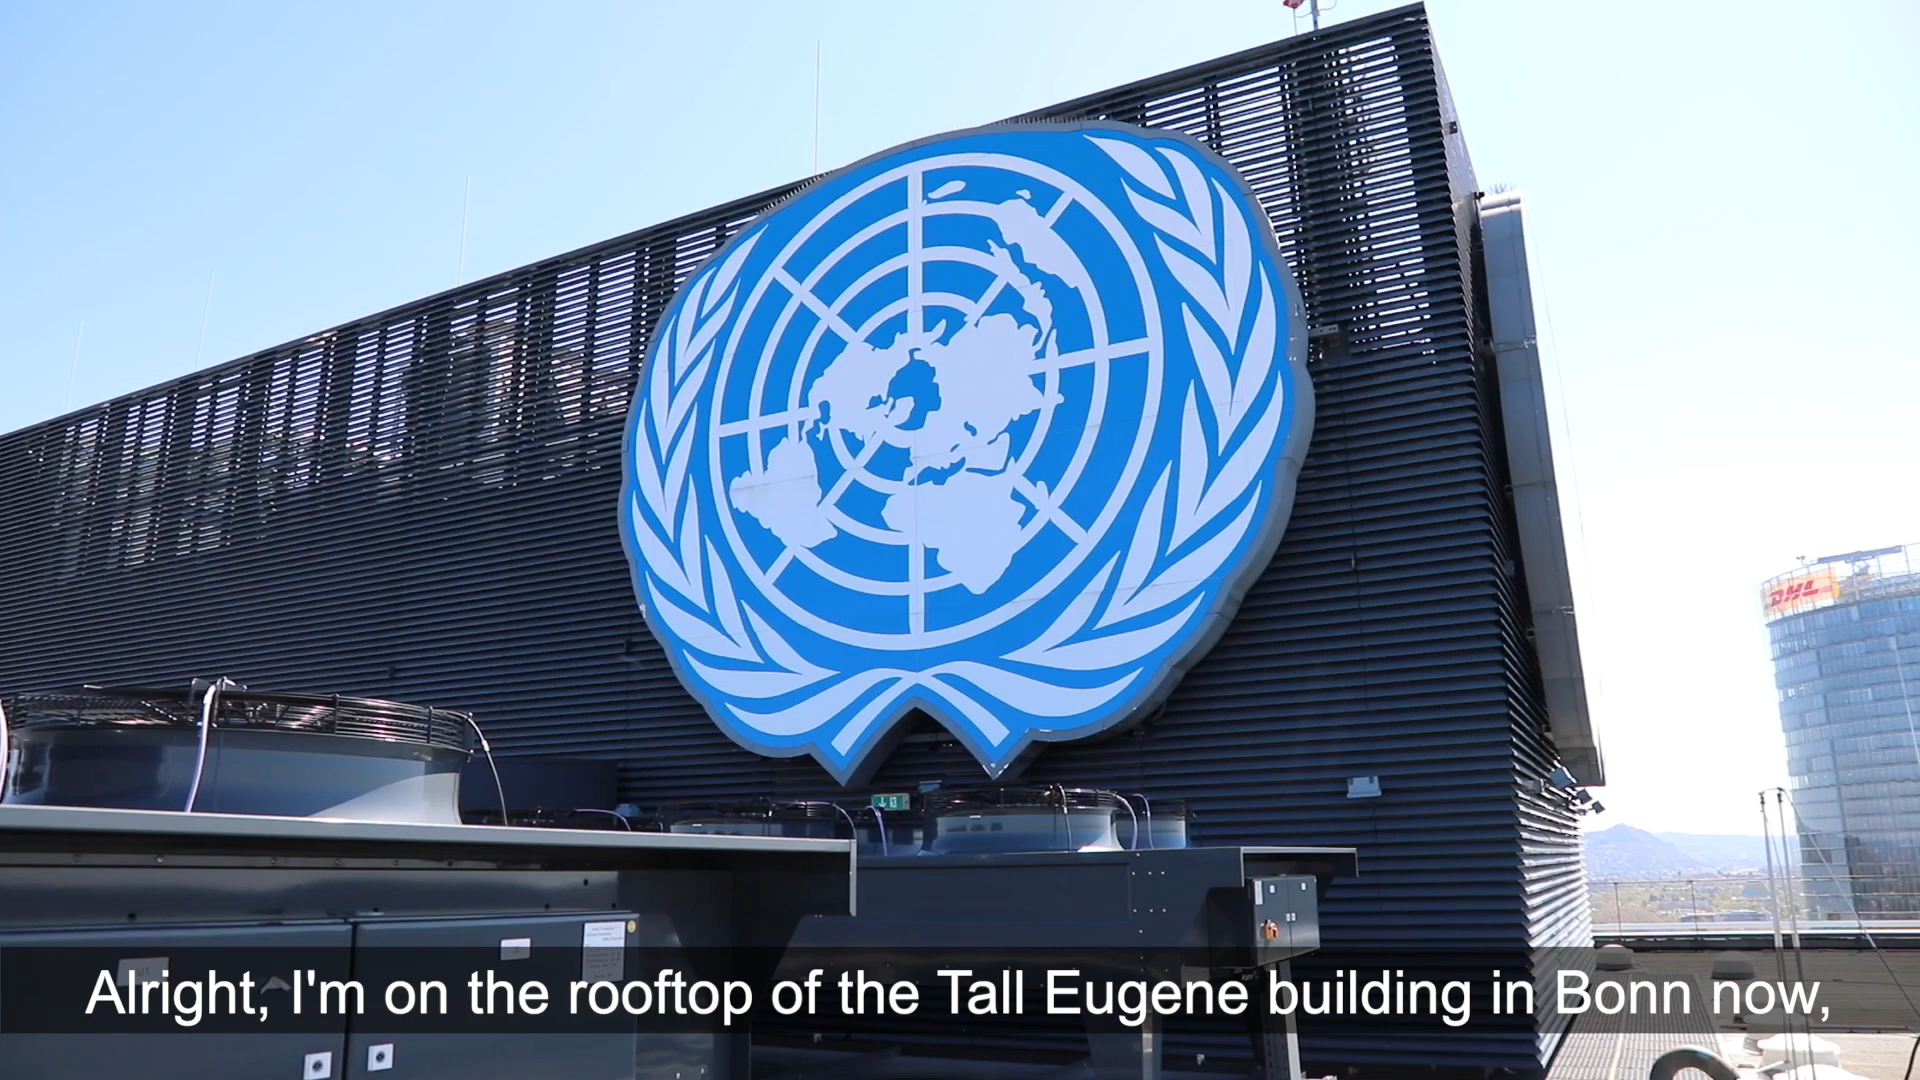 DHL
Alright, I'm on the rooftop of the Tall Eugene building in Bonn now,